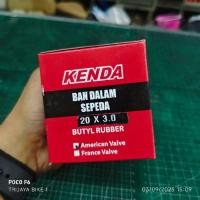 KENDA
BAN DALAM
SEPEDA
20 X 3.0
BUTYL RUBBER
American Valve
France Valve
POCO F4
TRIJAYA BIKE 1
03/09/2025 15:09